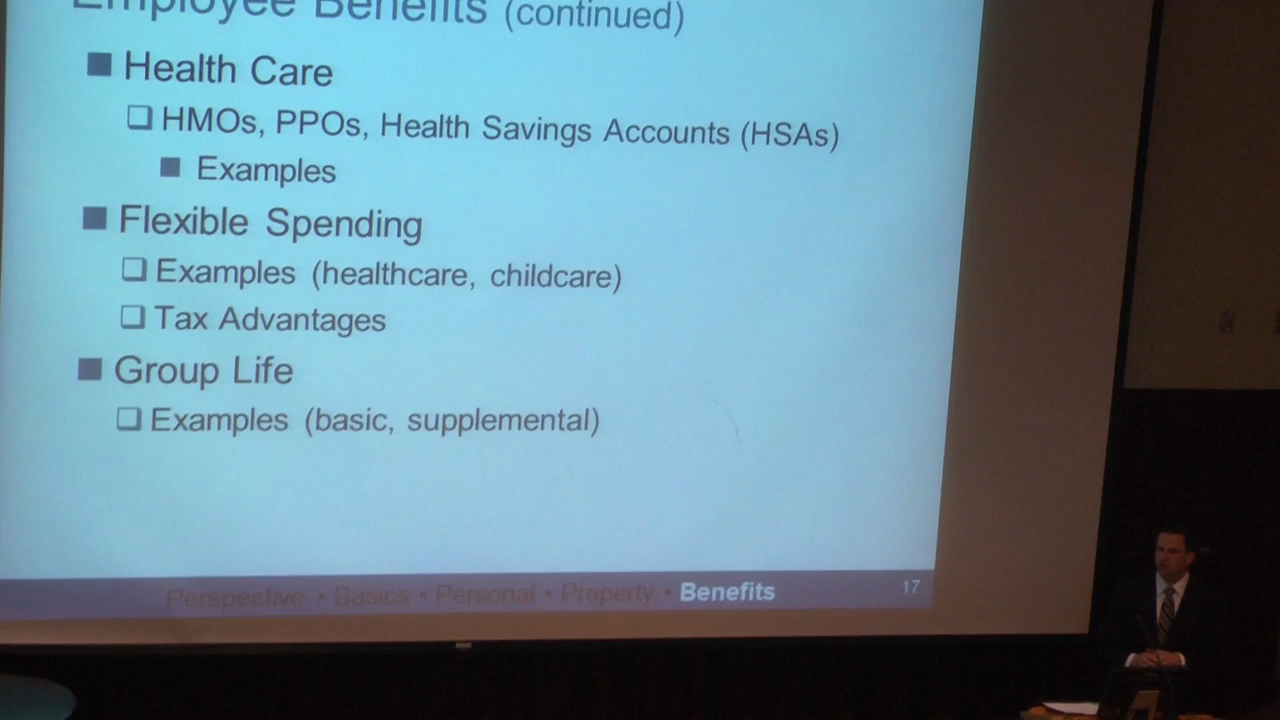 Employee Benefits (continued)
Health Care
HMOs, PPOs, Health Savings Accounts (HSAs)
Examples
Flexible Spending
Examples (healthcare, childcare)
Tax Advantages
Group Life
Examples (basic, supplemental)
Perspective • Basics • Personal • Property • Benefits 17